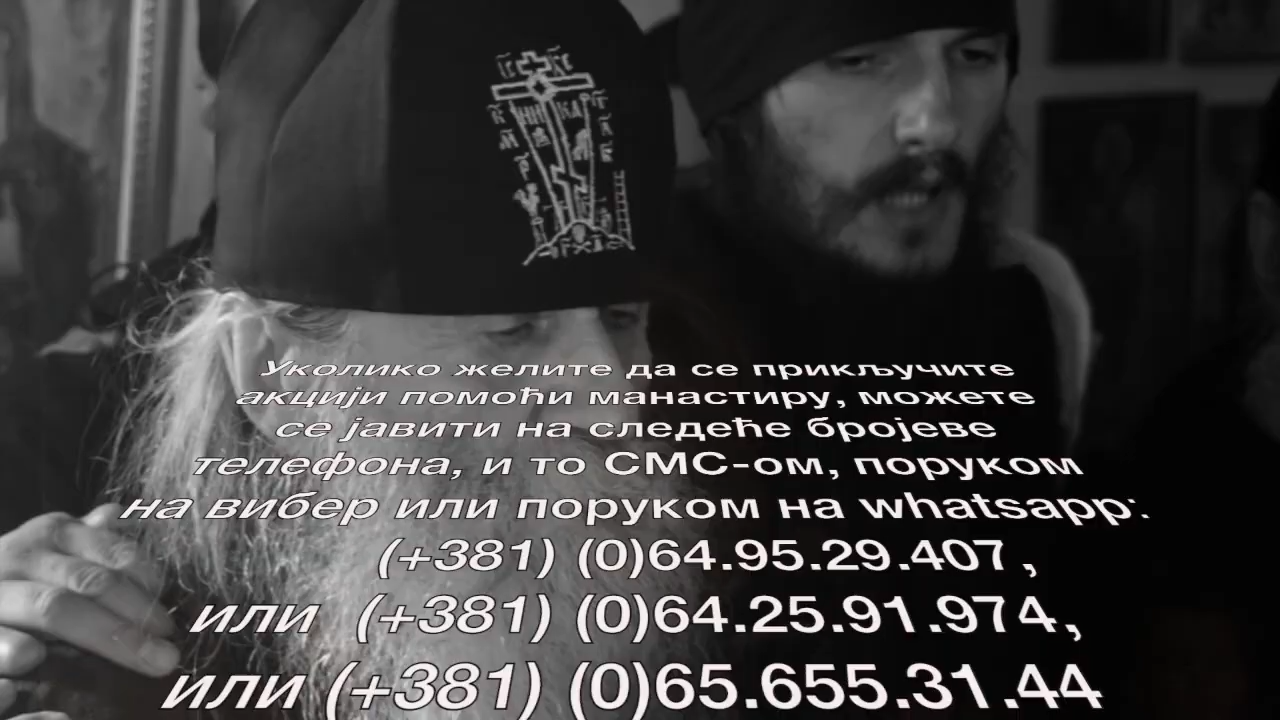 Уколико желите да се прикључите
акцији помоћи манастиру, можете
се јавити на следеће бројеве
телефона, и то СМС-ом, поруком
на вибер или поруком на whatsapp:
(+381) (0)64.95.29.407,
или (+381) (0)64.25.91.974,
или (+381) (0)65.655.31.44